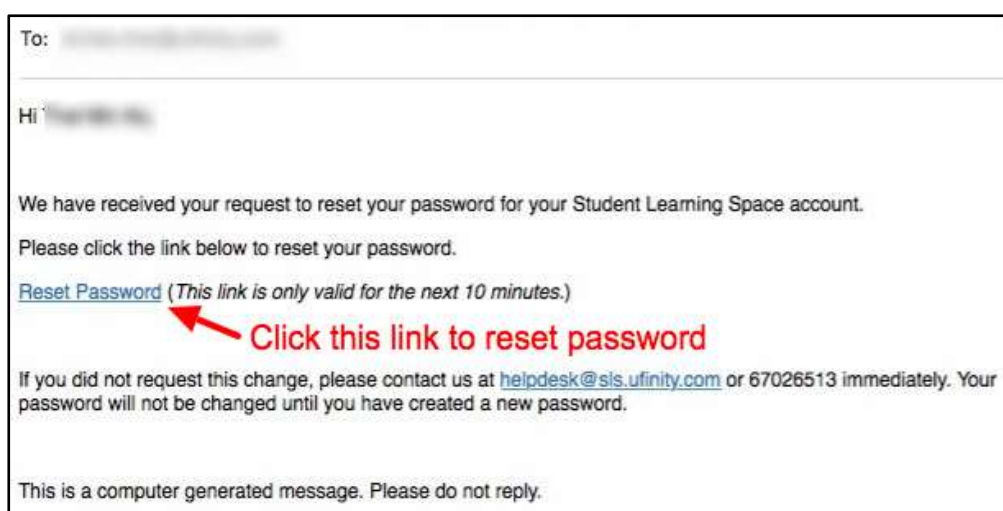 To:
Hi
We have received your request to reset your password for your Student Learning Space account.
Please click the link below to reset your password.
Reset Password (This link is only valid for the next 10 minutes.)
Click this link to reset password
If you did not request this change, please contact us at helpdesk@sls.ufinity.com or 67026513 immediately. Your
password will not be changed until you have created a new password.
This is a computer generated message. Please do not reply.